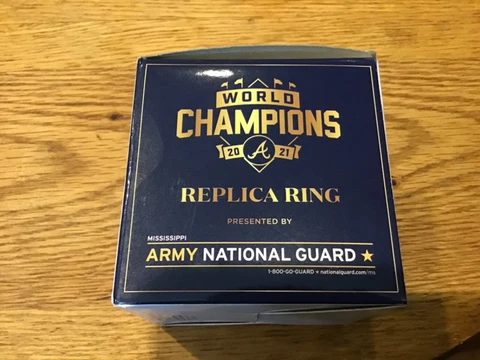 WORLD
CHAMPIONS
20 A 21
REPLICA RING
PRESENTED BY
MISSISSIPPI
ARMY NATIONAL GUARD
1-800-GO-GUARD ★ nationalguard.com/ms